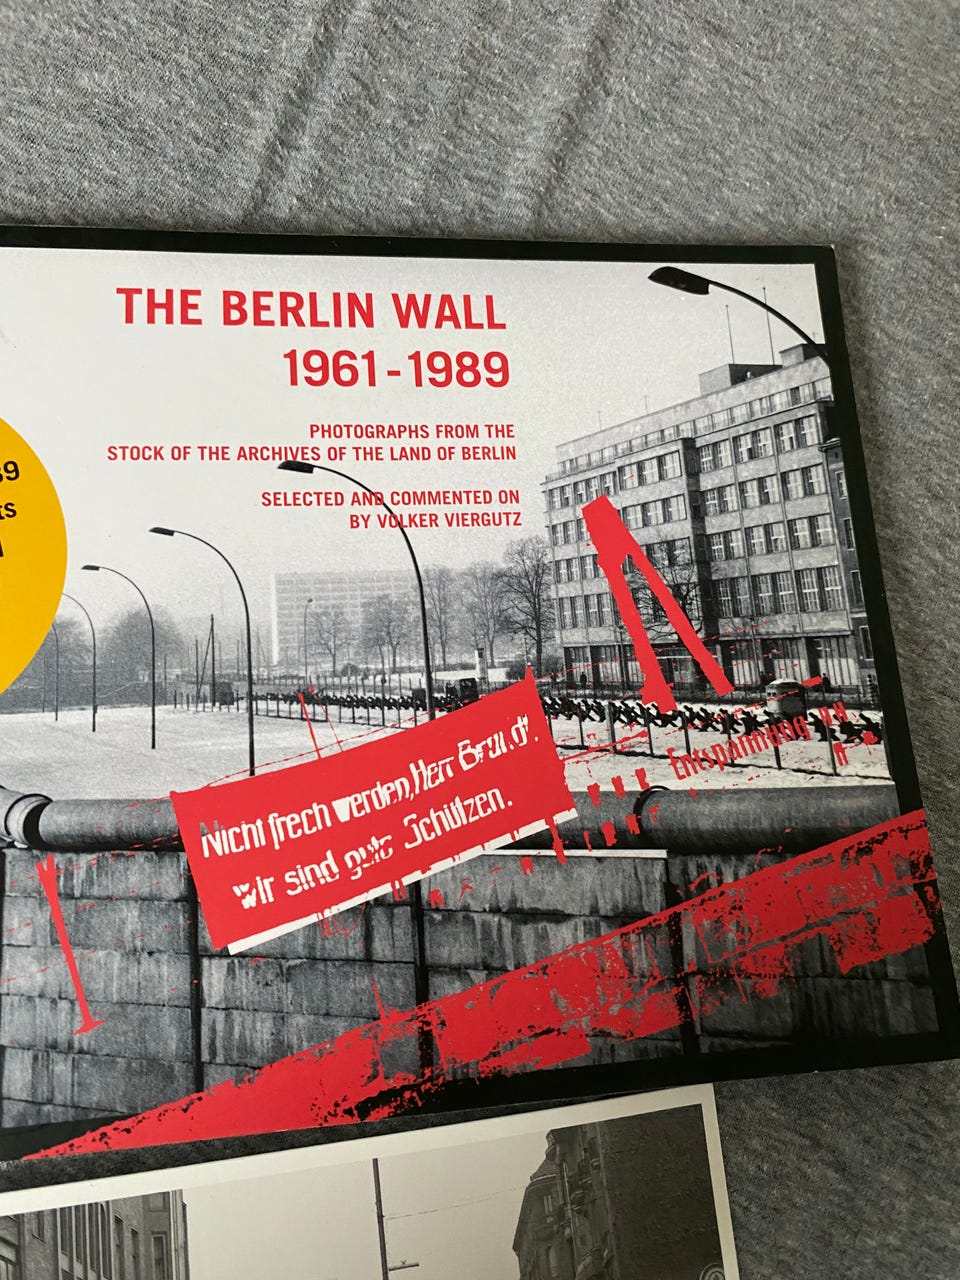 THE BERLIN WALL
1961-1989
PHOTOGRAPHS FROM THE
STOCK OF THE ARCHIVES OF THE LAND OF BERLIN
SELECTED AND COMMENTED ON
BY VOLKER VIERGUTZ
Nicht frech werden, Herr Brandt.
wir sind gute Schützen.
Entspannung